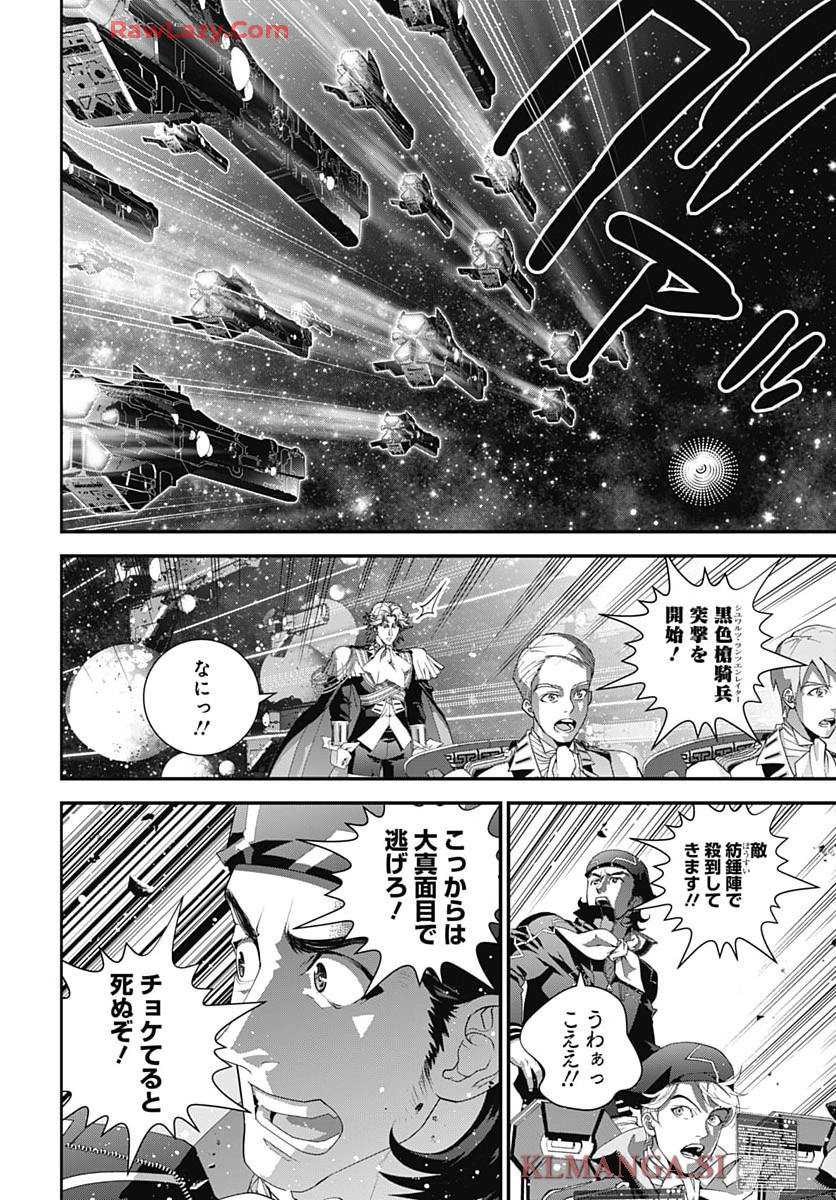 RawLazy.Com
ワアッ!!
黒色槍騎兵
シュワルツ・ランツェンレイター
突撃を
開始!
なにっ!!
敵
紡錘陣で
ぼうすい
殺到して
きます!!
うわぁっ
こええ!!
こっからは
大真面目で
逃げろ!
チョケてると
死ぬぞ!
KLMANGA.SI